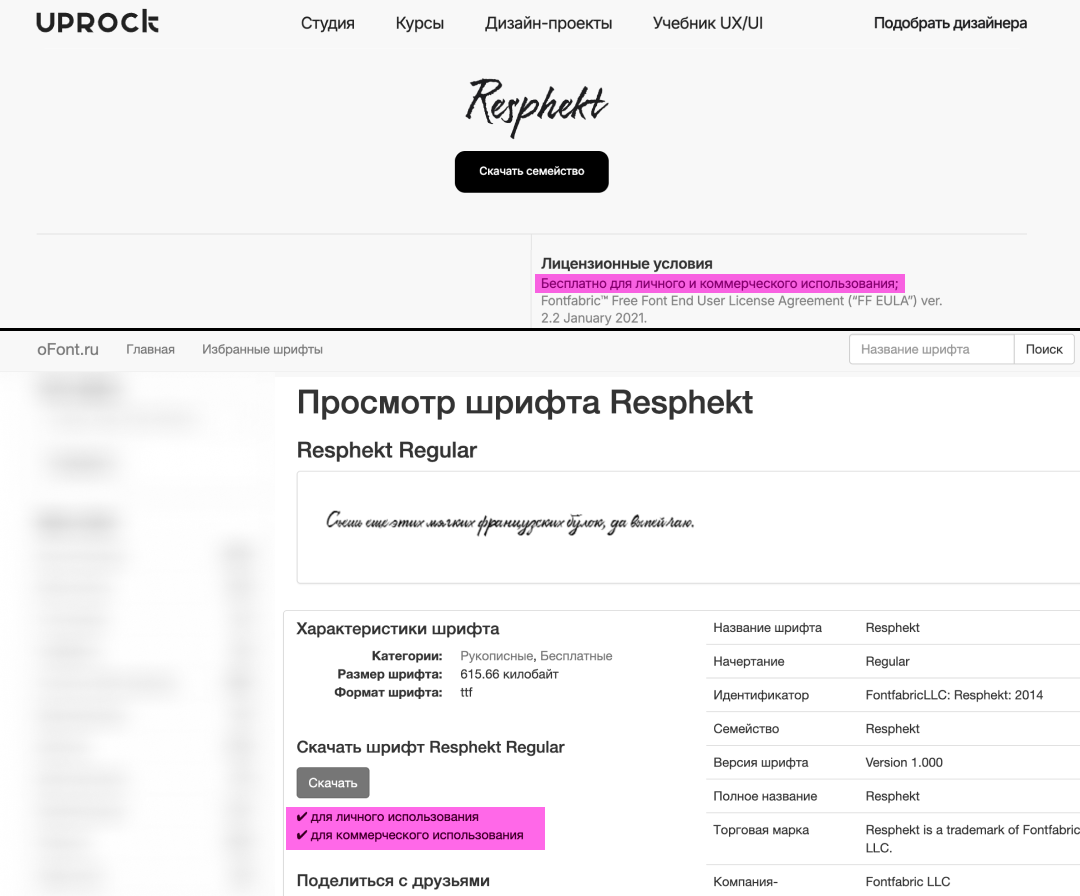 UPROCK
Студия Курсы Дизайн-проекты Учебник UX/UI Подобрать дизайнера
Resphekt
Скачать семейство
Лицензионные условия
Бесплатно для личного и коммерческого использования;
Fontfabric™ Free Font End User License Agreement (“FF EULA”) ver.
2.2 January 2021.
oFont.ru Главная Избранные шрифты Название шрифта Поиск
Просмотр шрифта Resphekt
Resphekt Regular
Съешь еще этих мягких французских булок, да выпей чаю.
Характеристики шрифта
Категории: Рукописные, Бесплатные
Размер шрифта: 615.66 килобайт
Формат шрифта: ttf
Скачать шрифт Resphekt Regular
Скачать
✔ для личного использования
✔ для коммерческого использования
Поделиться с друзьями
Название шрифта Resphekt
Начертание Regular
Идентификатор FontfabricLLC: Resphekt: 2014
Семейство Resphekt
Версия шрифта Version 1.000
Полное название Resphekt
Торговая марка Resphekt is a trademark of Fontfabric
LLC.
Компания- Fontfabric LLC